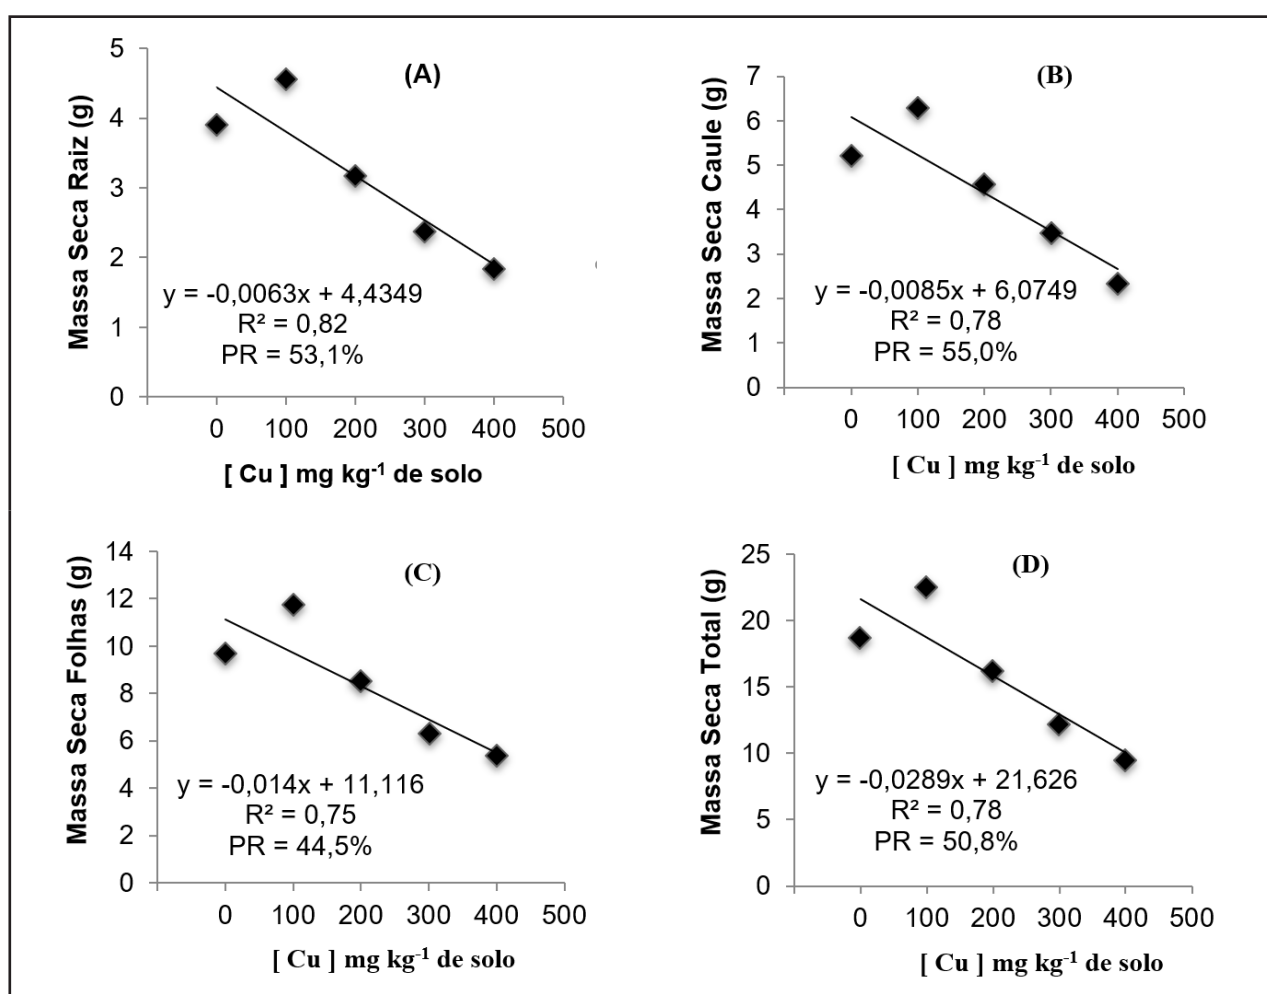 (A)
Massa Seca Raiz (g)
5
4
3
2
1
0
y = -0,0063x + 4,4349
R² = 0,82
PR = 53,1%
0 100 200 300 400 500
[ Cu ] mg kg⁻¹ de solo
(B)
Massa Seca Caule (g)
7
6
5
4
3
2
1
0
y = -0,0085x + 6,0749
R² = 0,78
PR = 55,0%
0 100 200 300 400 500
[ Cu ] mg kg⁻¹ de solo
(C)
Massa Seca Folhas (g)
14
12
10
8
6
4
2
0
y = -0,014x + 11,116
R² = 0,75
PR = 44,5%
0 100 200 300 400 500
[ Cu ] mg kg⁻¹ de solo
(D)
Massa Seca Total (g)
25
20
15
10
5
0
y = -0,0289x + 21,626
R² = 0,78
PR = 50,8%
0 100 200 300 400 500
[ Cu ] mg kg⁻¹ de solo